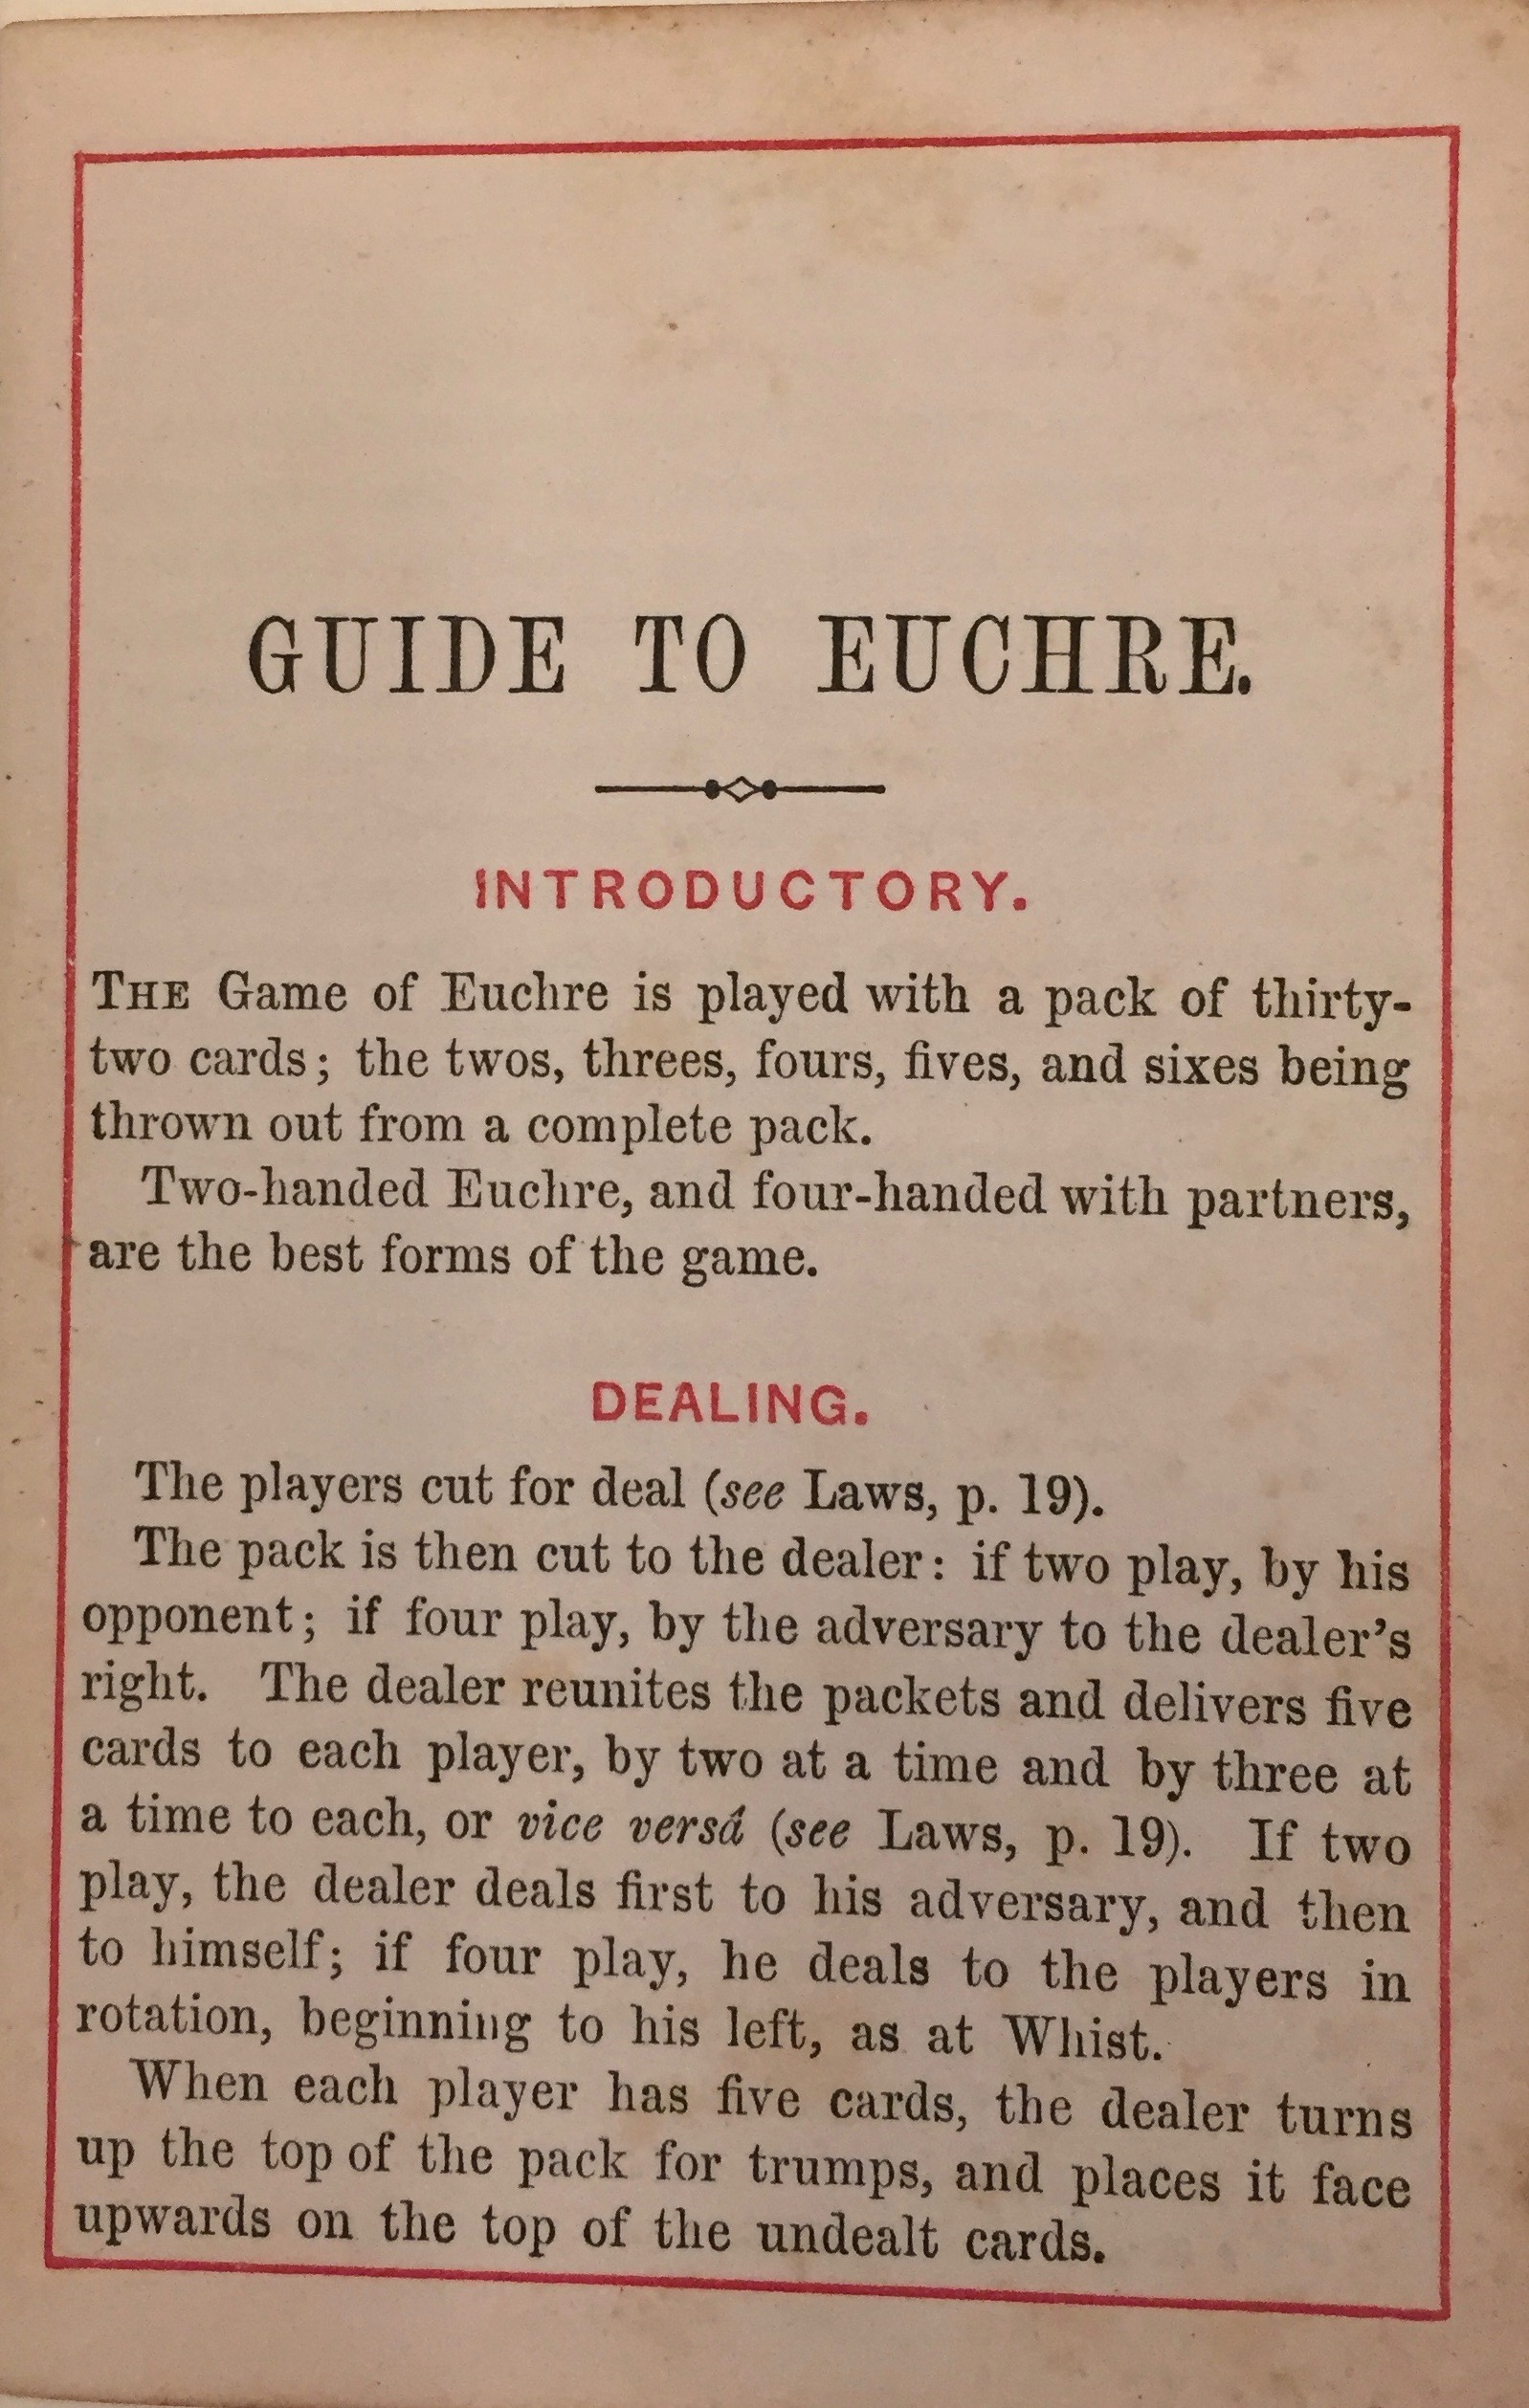 GUIDE TO EUCHRE.
INTRODUCTORY.
THE Game of Euchre is played with a pack of thirty-
two cards; the twos, threes, fours, fives, and sixes being
thrown out from a complete pack.
Two-handed Euchre, and four-handed with partners,
are the best forms of the game.
DEALING.
The players cut for deal (see Laws, p. 19).
The pack is then cut to the dealer: if two play, by his
opponent; if four play, by the adversary to the dealer's
right. The dealer reunites the packets and delivers five
cards to each player, by two at a time and by three at
a time to each, or vice versâ (see Laws, p. 19). If two
play, the dealer deals first to his adversary, and then
to himself; if four play, he deals to the players in
rotation, beginning to his left, as at Whist.
When each player has five cards, the dealer turns
up the top of the pack for trumps, and places it face
upwards on the top of the undealt cards.